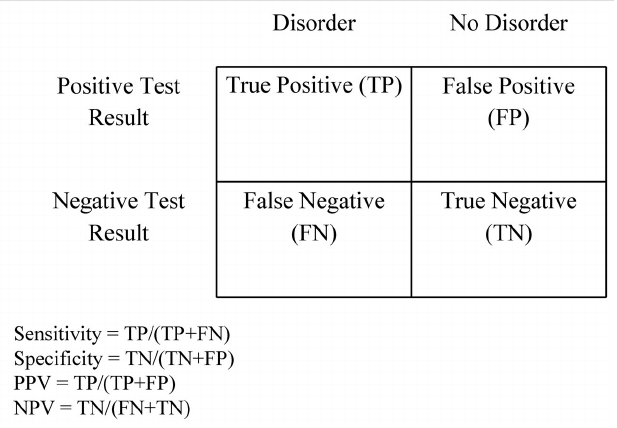 Disorder No Disorder
Positive Test True Positive (TP) False Positive
Result (FP)
Negative Test False Negative True Negative
Result (FN) (TN)
Sensitivity = TP/(TP+FN)
Specificity = TN/(TN+FP)
PPV = TP/(TP+FP)
NPV = TN/(FN+TN)